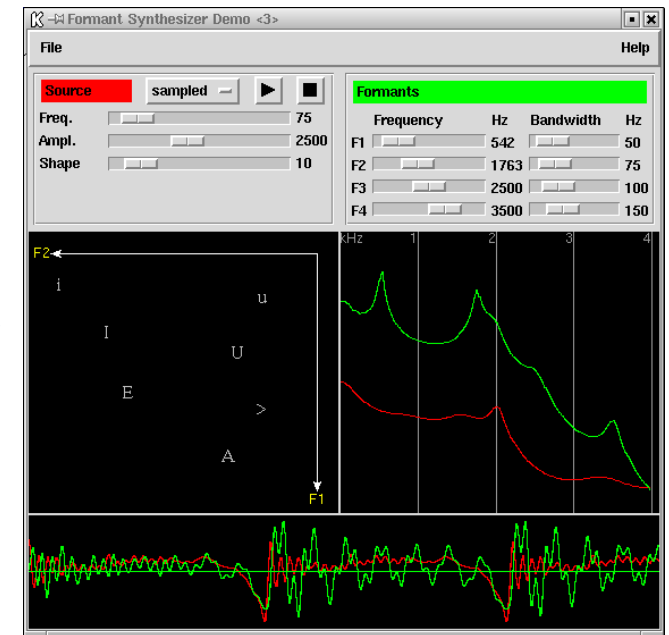 Formant Synthesizer Demo <3>
File Help
Source sampled
Freq. 75
Ampl. 2500
Shape 10
Formants
Frequency Hz Bandwidth Hz
F1 542 50
F2 1763 75
F3 2500 100
F4 3500 150
F2
i
u
I
U
E
>
A
F1
kHz 1 2 3 4